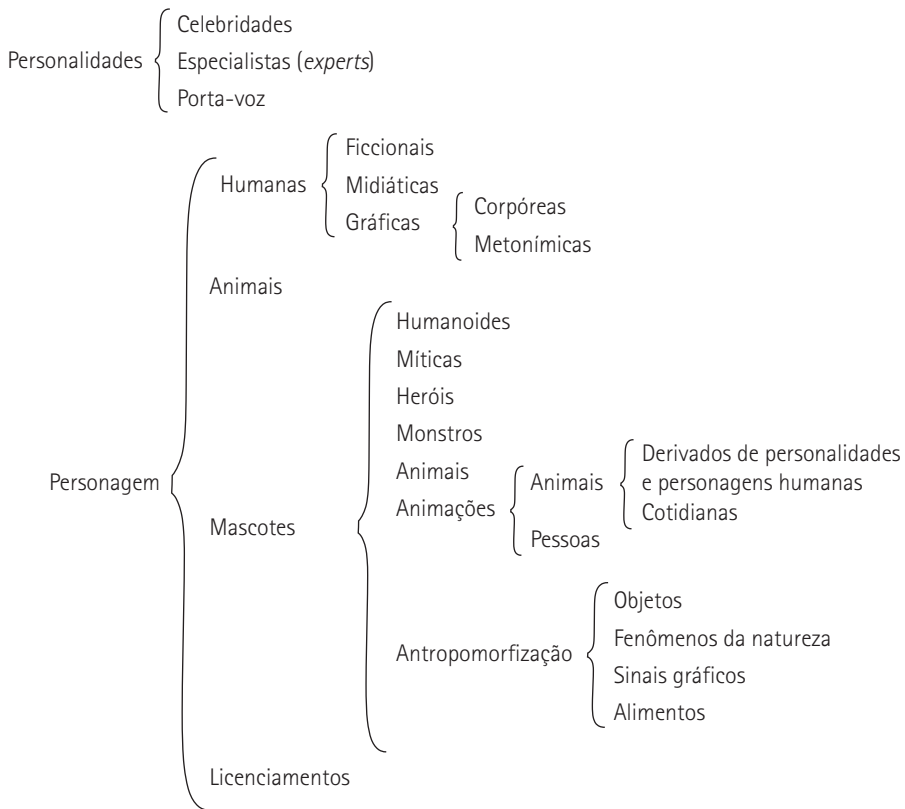 Personalidades
Celebridades
Especialistas (experts)
Porta-voz
Personagem
Humanas
Ficcionais
Midiáticas
Gráficas
Corpóreas
Metonímicas
Animais
Mascotes
Humanoides
Míticas
Heróis
Monstros
Animais
Animações
Animais
Derivados de personalidades
e personagens humanas
Cotidianas
Pessoas
Antropomorfização
Objetos
Fenômenos da natureza
Sinais gráficos
Alimentos
Licenciamentos